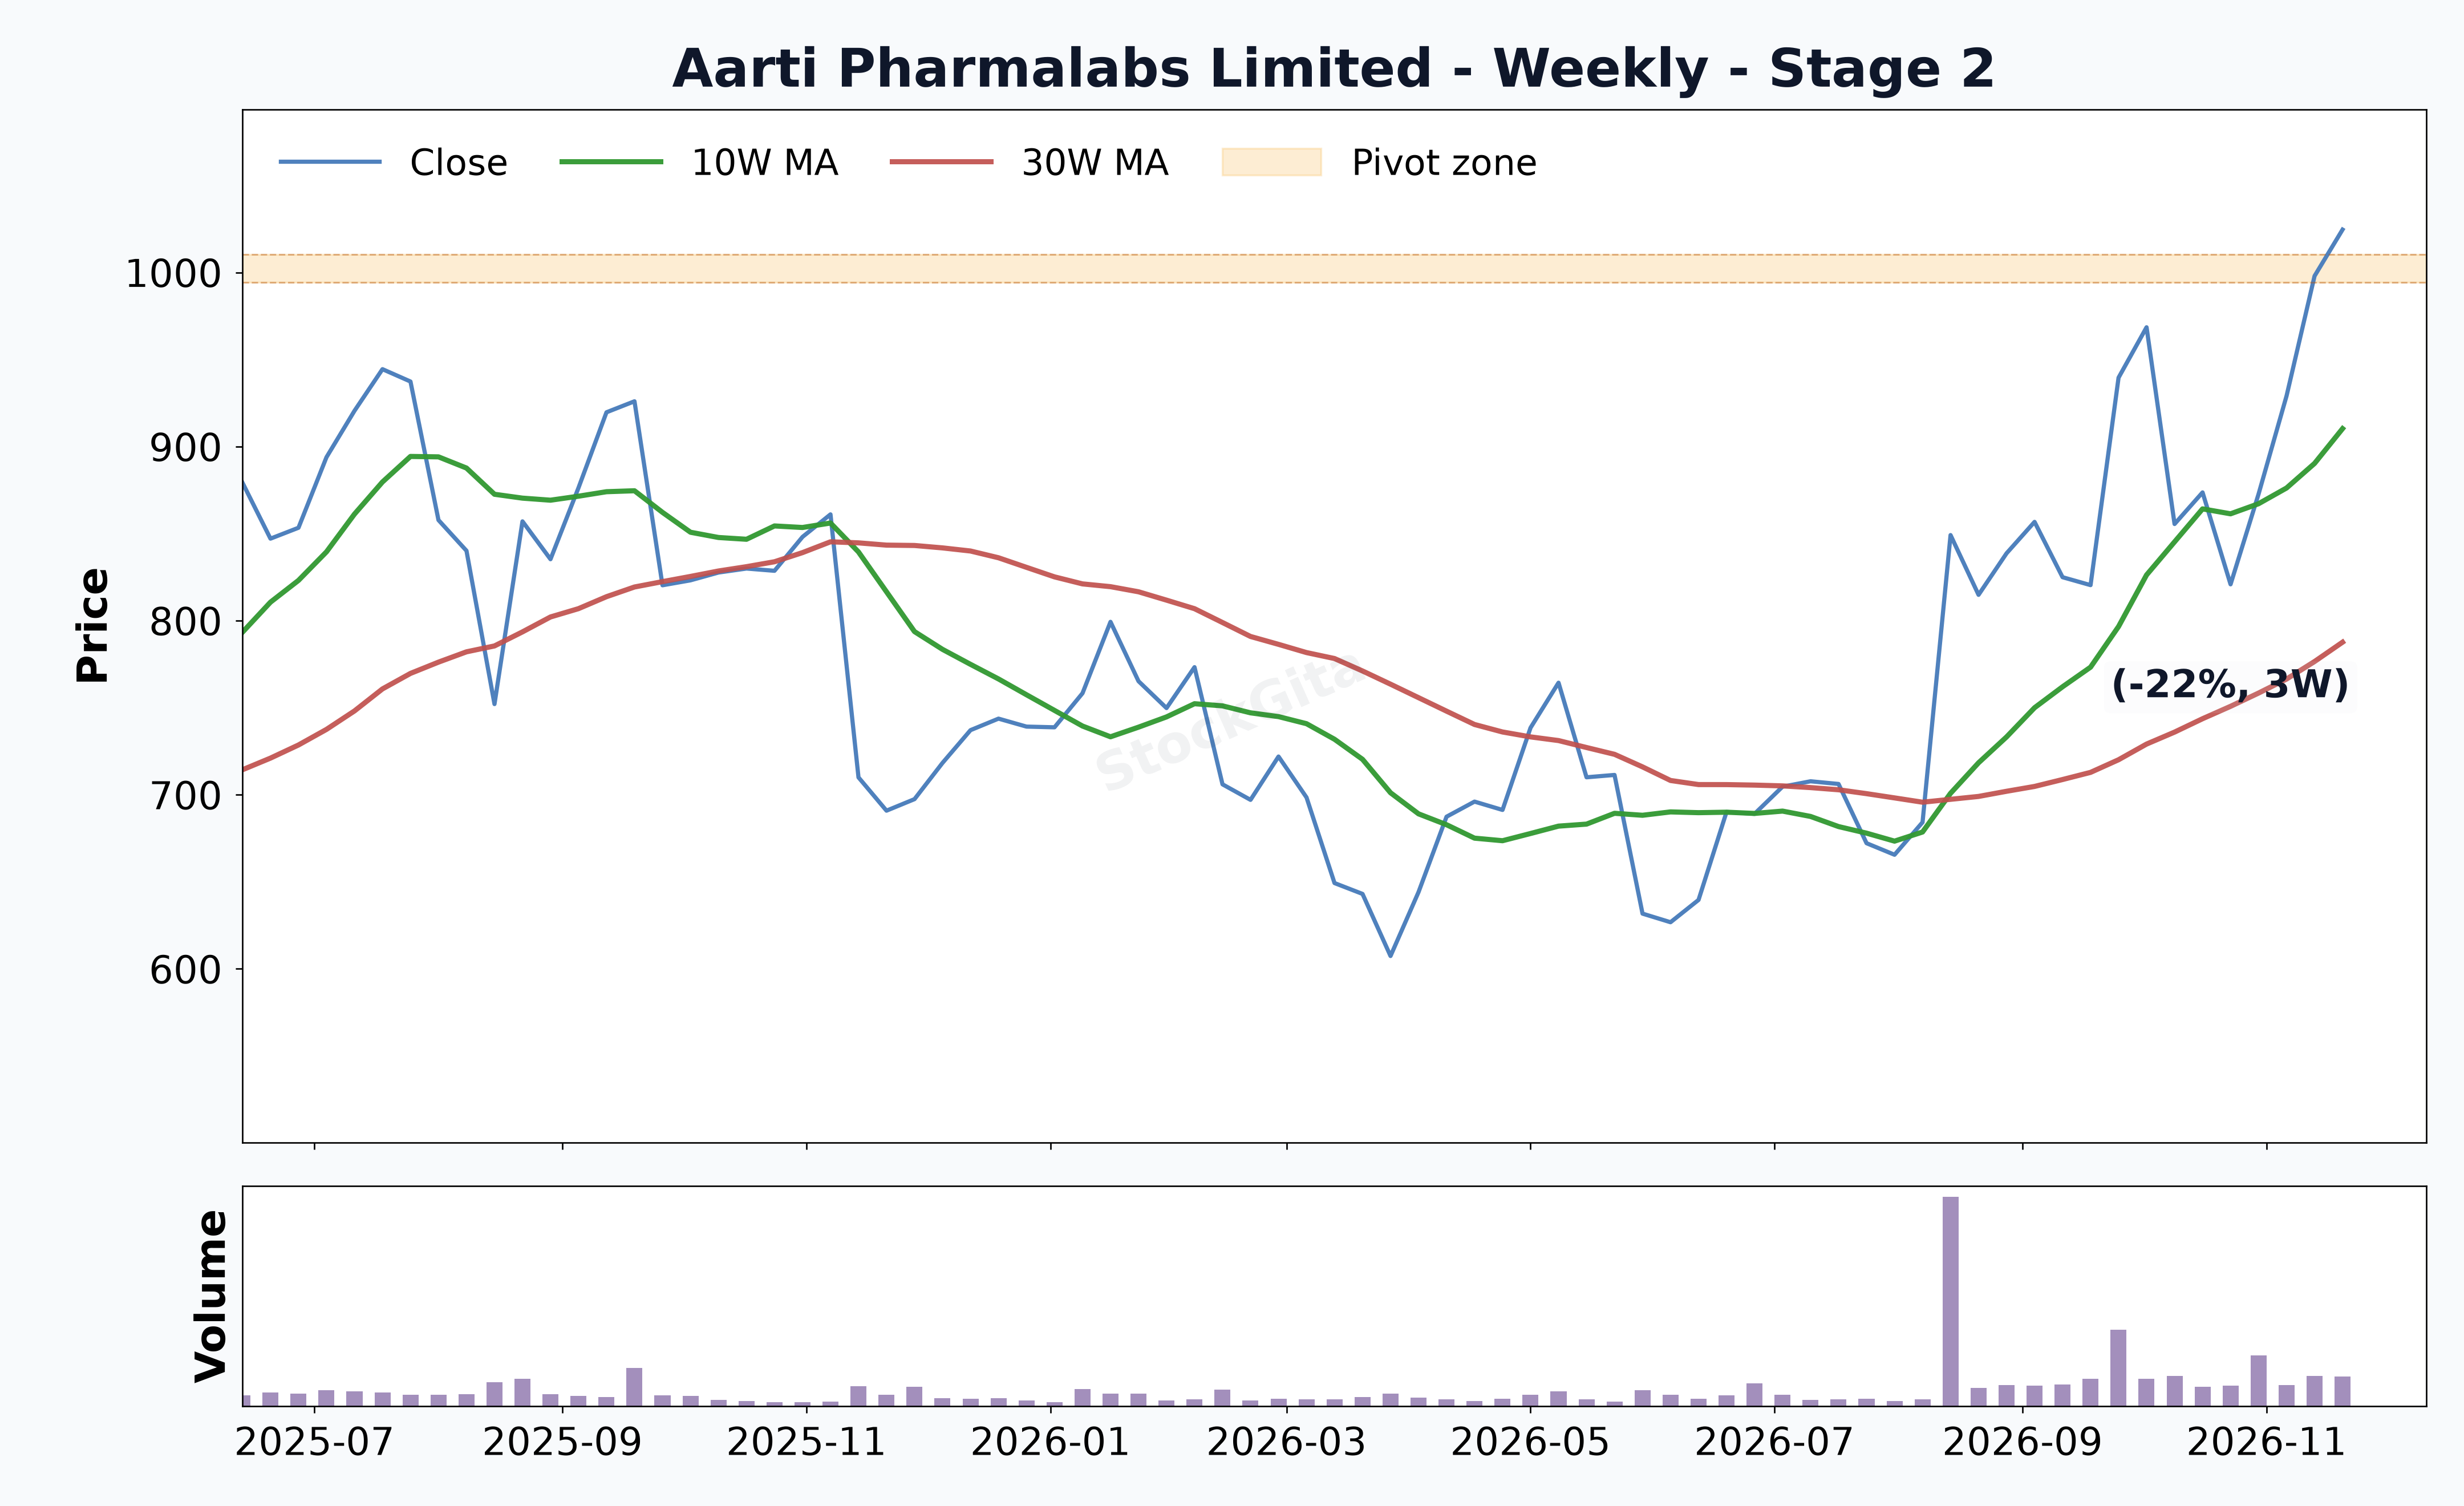 Aarti Pharmalabs Limited - Weekly - Stage 2
Close 10W MA 30W MA Pivot zone
Price
1000
900
800
700
600
(-22%, 3W)
StockGita
Volume
2025-07 2025-09 2025-11 2026-01 2026-03 2026-05 2026-07 2026-09 2026-11